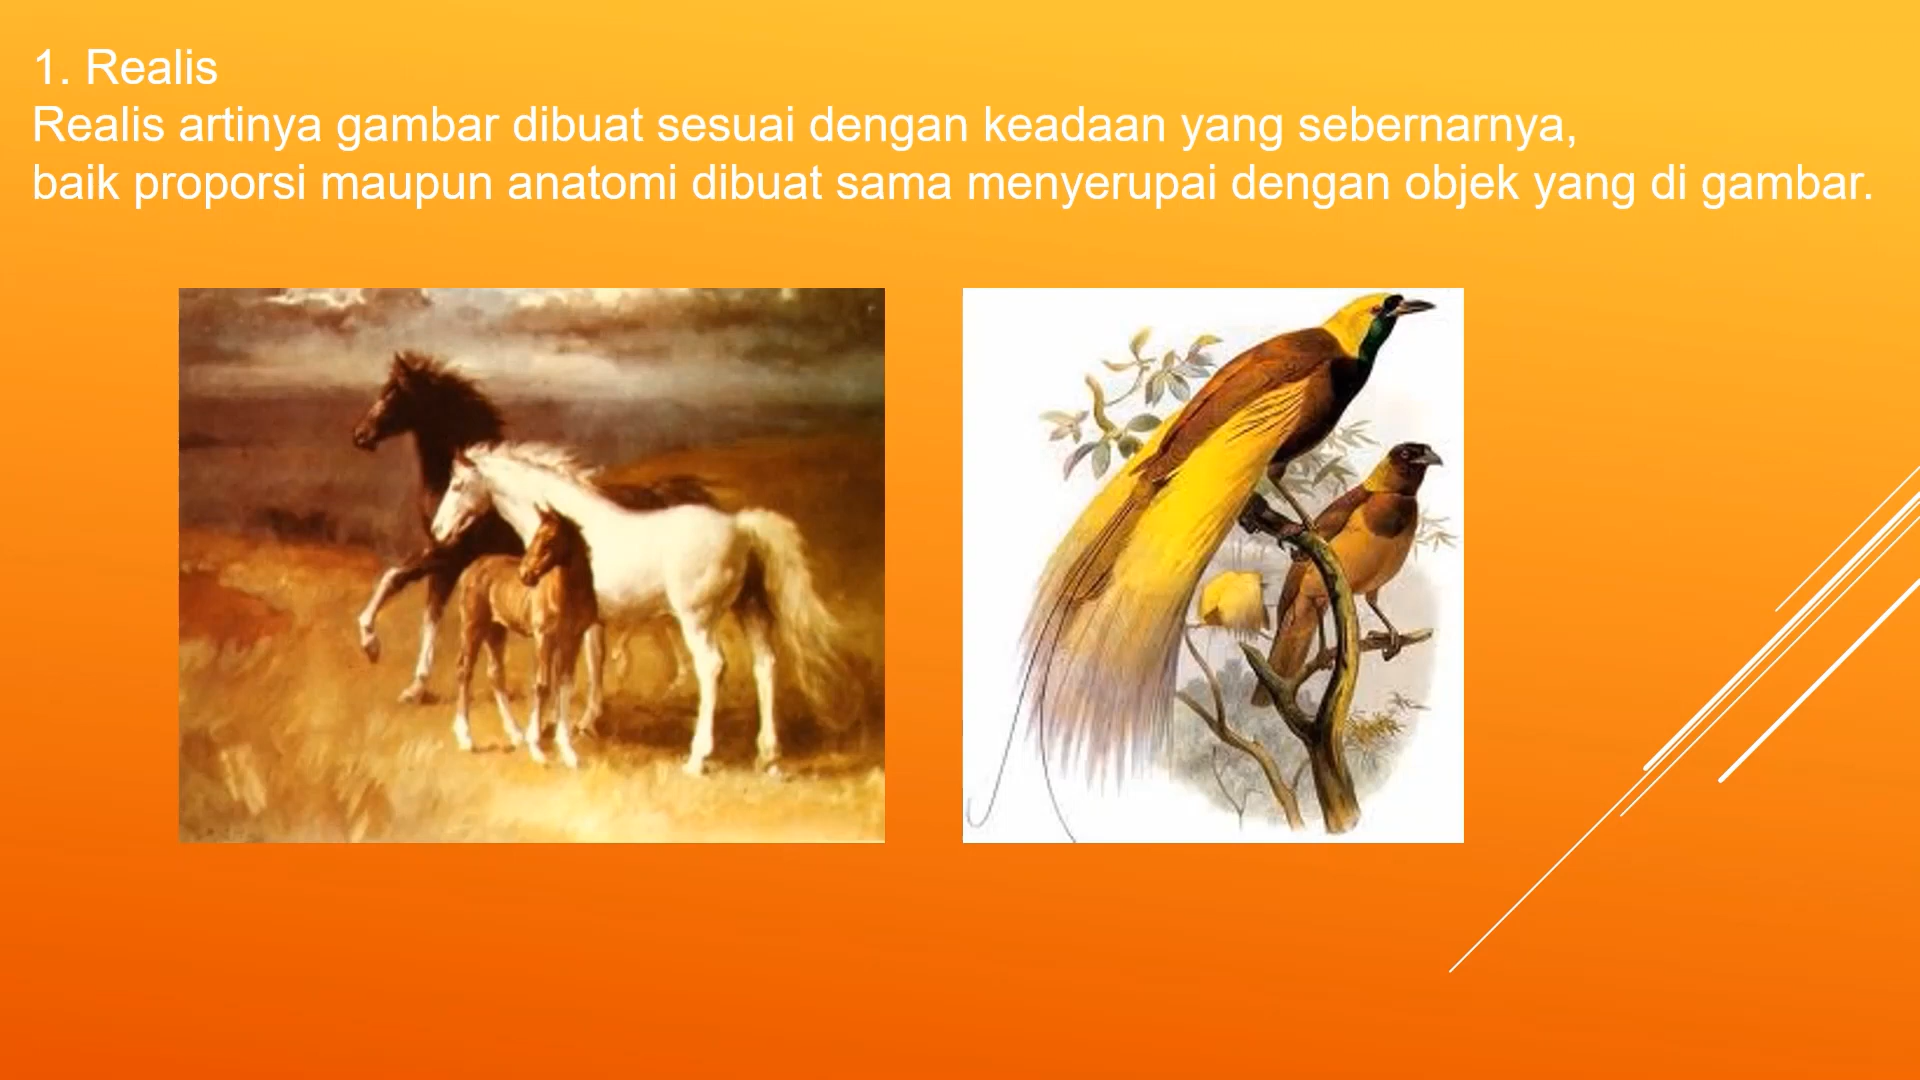 1. Realis
Realis artinya gambar dibuat sesuai dengan keadaan yang sebernarnya,
baik proporsi maupun anatomi dibuat sama menyerupai dengan objek yang di gambar.